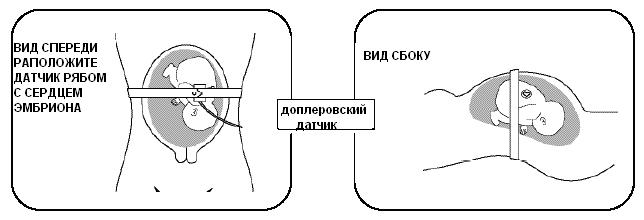 ВИД СПЕРЕДИ
РАПОЛОЖИТЕ
ДАТЧИК РЯБОМ
С СЕРДЦЕМ
ЭМБРИОНА
доплеровский
датчик
ВИД СБОКУ